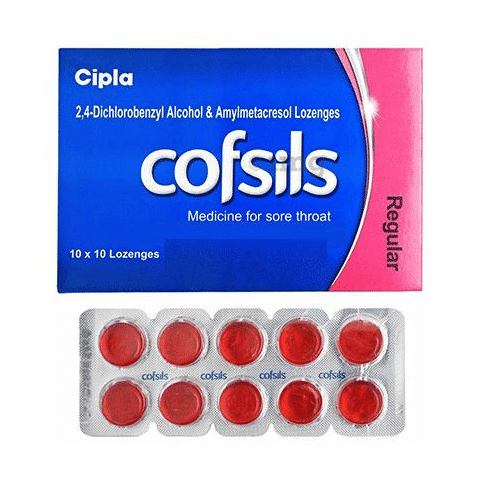 Cipla
2,4-Dichlorobenzyl Alcohol & Amylmetacresol Lozenges
cofsils
Medicine for sore throat
10 x 10 Lozenges
Regular
cofsils cofsils cofsils cofsils